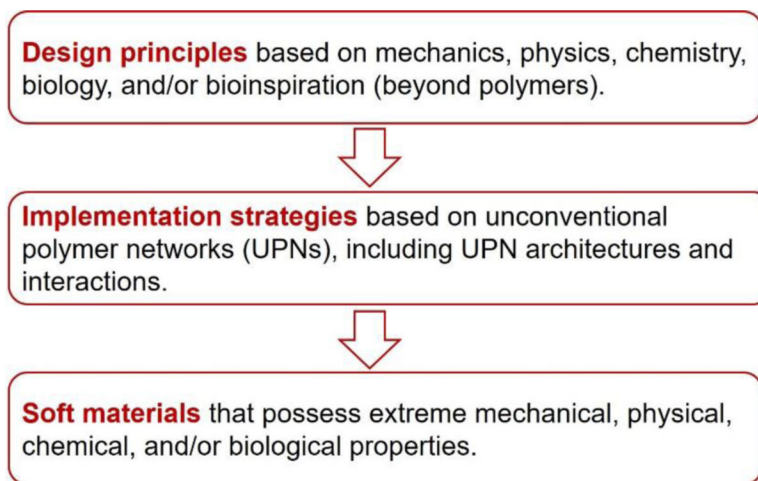 Design principles based on mechanics, physics, chemistry,
biology, and/or bioinspiration (beyond polymers).
Implementation strategies based on unconventional
polymer networks (UPNs), including UPN architectures and
interactions.
Soft materials that possess extreme mechanical, physical,
chemical, and/or biological properties.